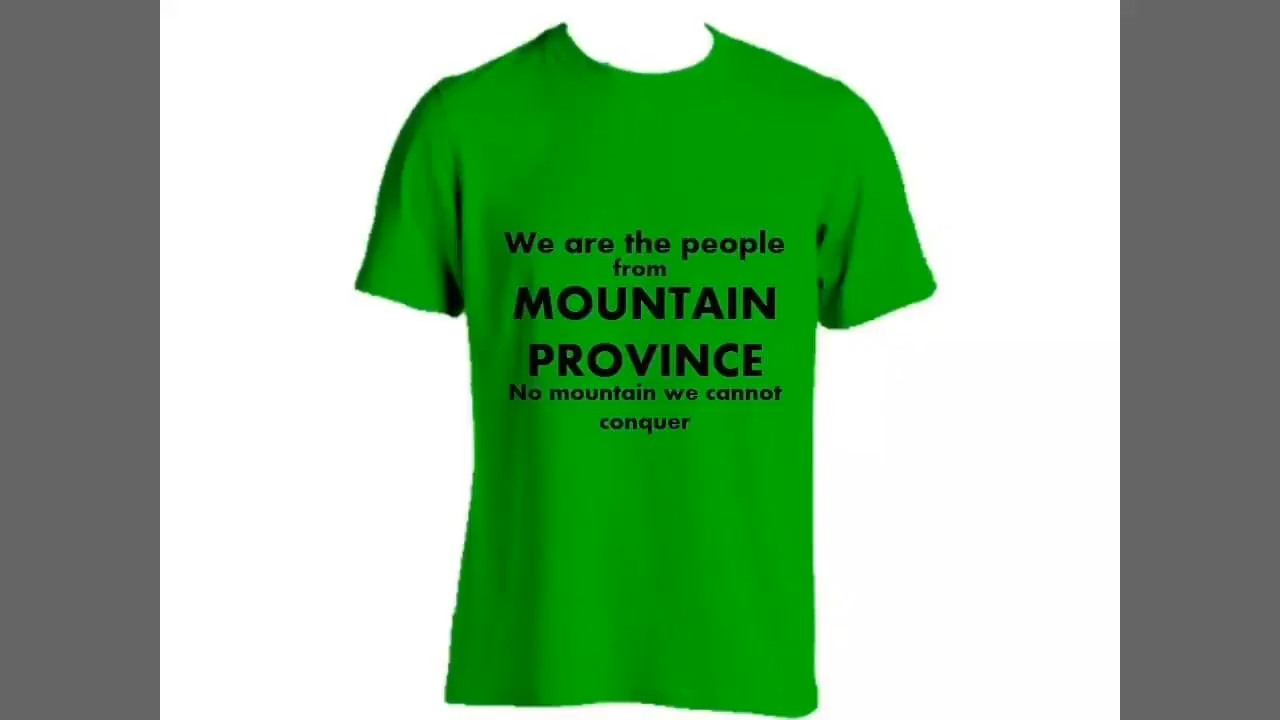 We are the people
from
MOUNTAIN
PROVINCE
No mountain we cannot
conquer